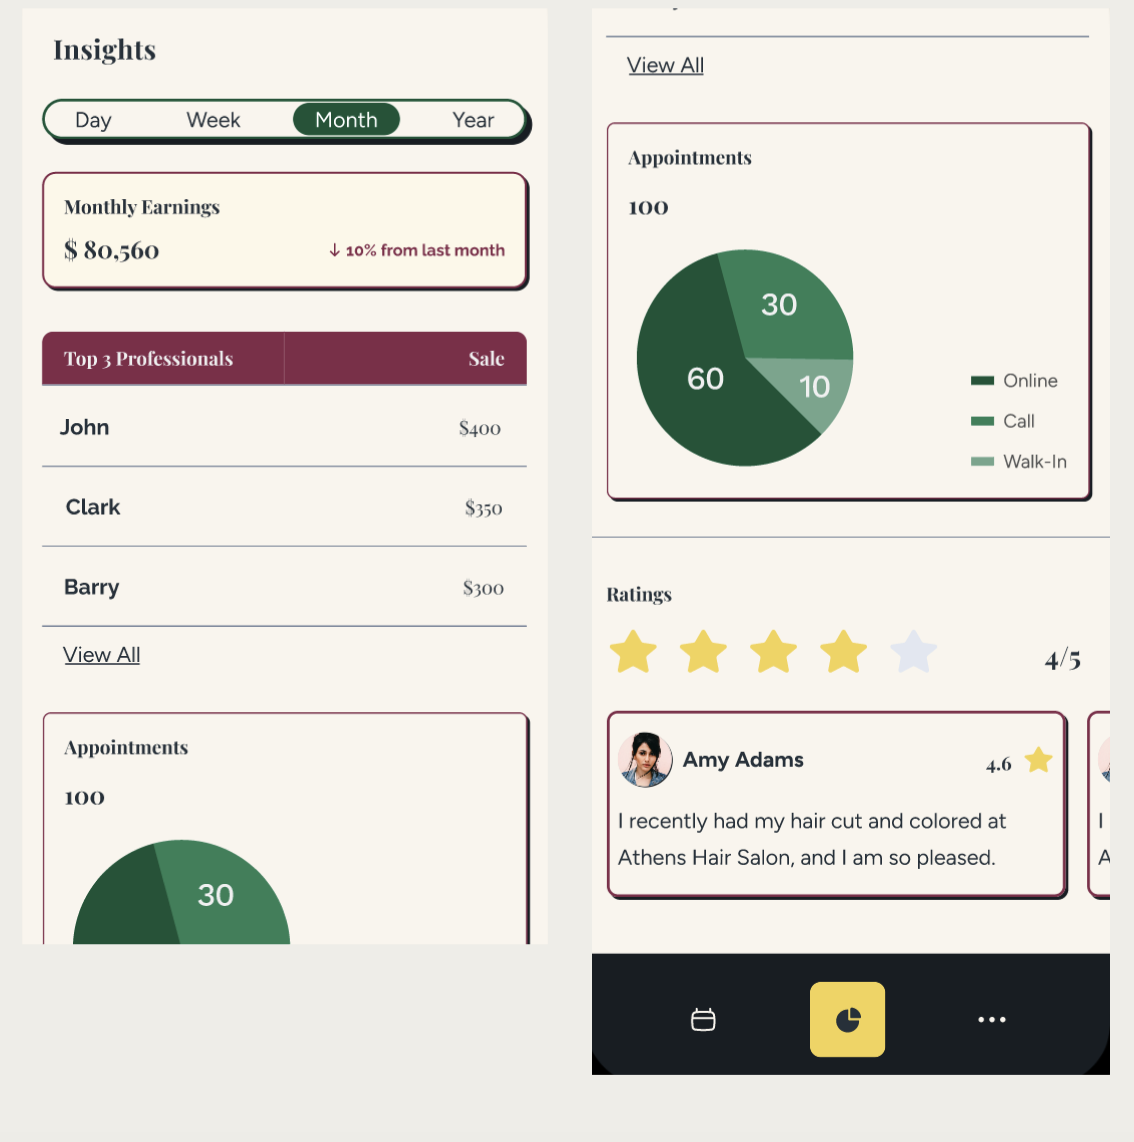 Insights
Day Week Month Year
Monthly Earnings
$ 80,560 ↓ 10% from last month
Top 3 Professionals Sale
John $400
Clark $350
Barry $300
View All
Appointments
100
30
View All
Appointments
100
30
60
10
Online
Call
Walk-In
Ratings
4/5
Amy Adams 4.6
I recently had my hair cut and colored at
Athens Hair Salon, and I am so pleased.
I
A